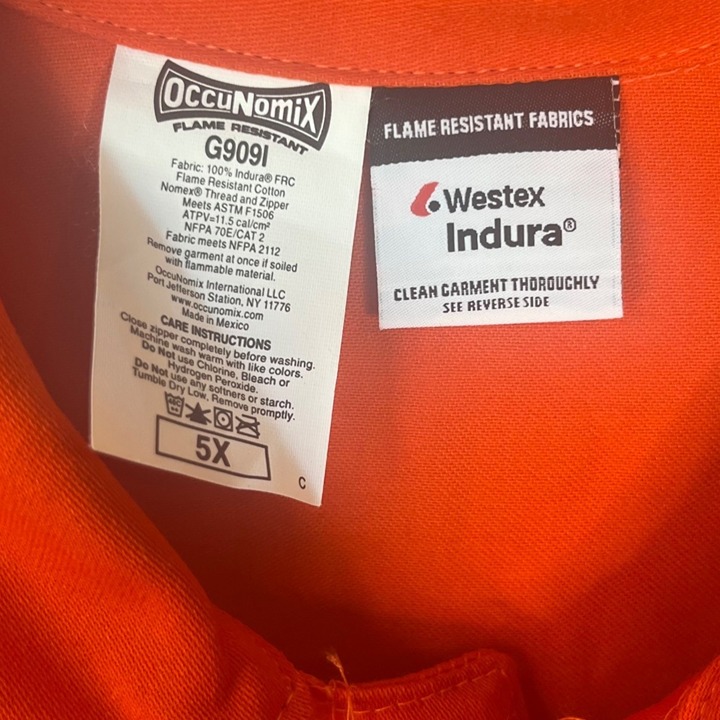 OccuNomiX
FLAME RESISTANT
G909I
Fabric: 100% Indura® FRC
Flame Resistant Cotton
Nomex® Thread and Zipper
Meets ASTM F1506
ATPV=11.5 cal/cm²
NFPA 70E/CAT 2
Fabric meets NFPA 2112
Remove garment at once if soiled
with flammable material.
OccuNomix International LLC
Port Jefferson Station, NY 11776
www.occunomix.com
Made in Mexico
CARE INSTRUCTIONS
Close zipper completely before washing.
Machine wash warm with like colors.
Do Not use Chlorine, Bleach or
Hydrogen Peroxide.
Do Not use any softners or starch.
Tumble Dry Low. Remove promptly.
5X
C
FLAME RESISTANT FABRICS
Westex
Indura®
CLEAN GARMENT THOROUGHLY
SEE REVERSE SIDE